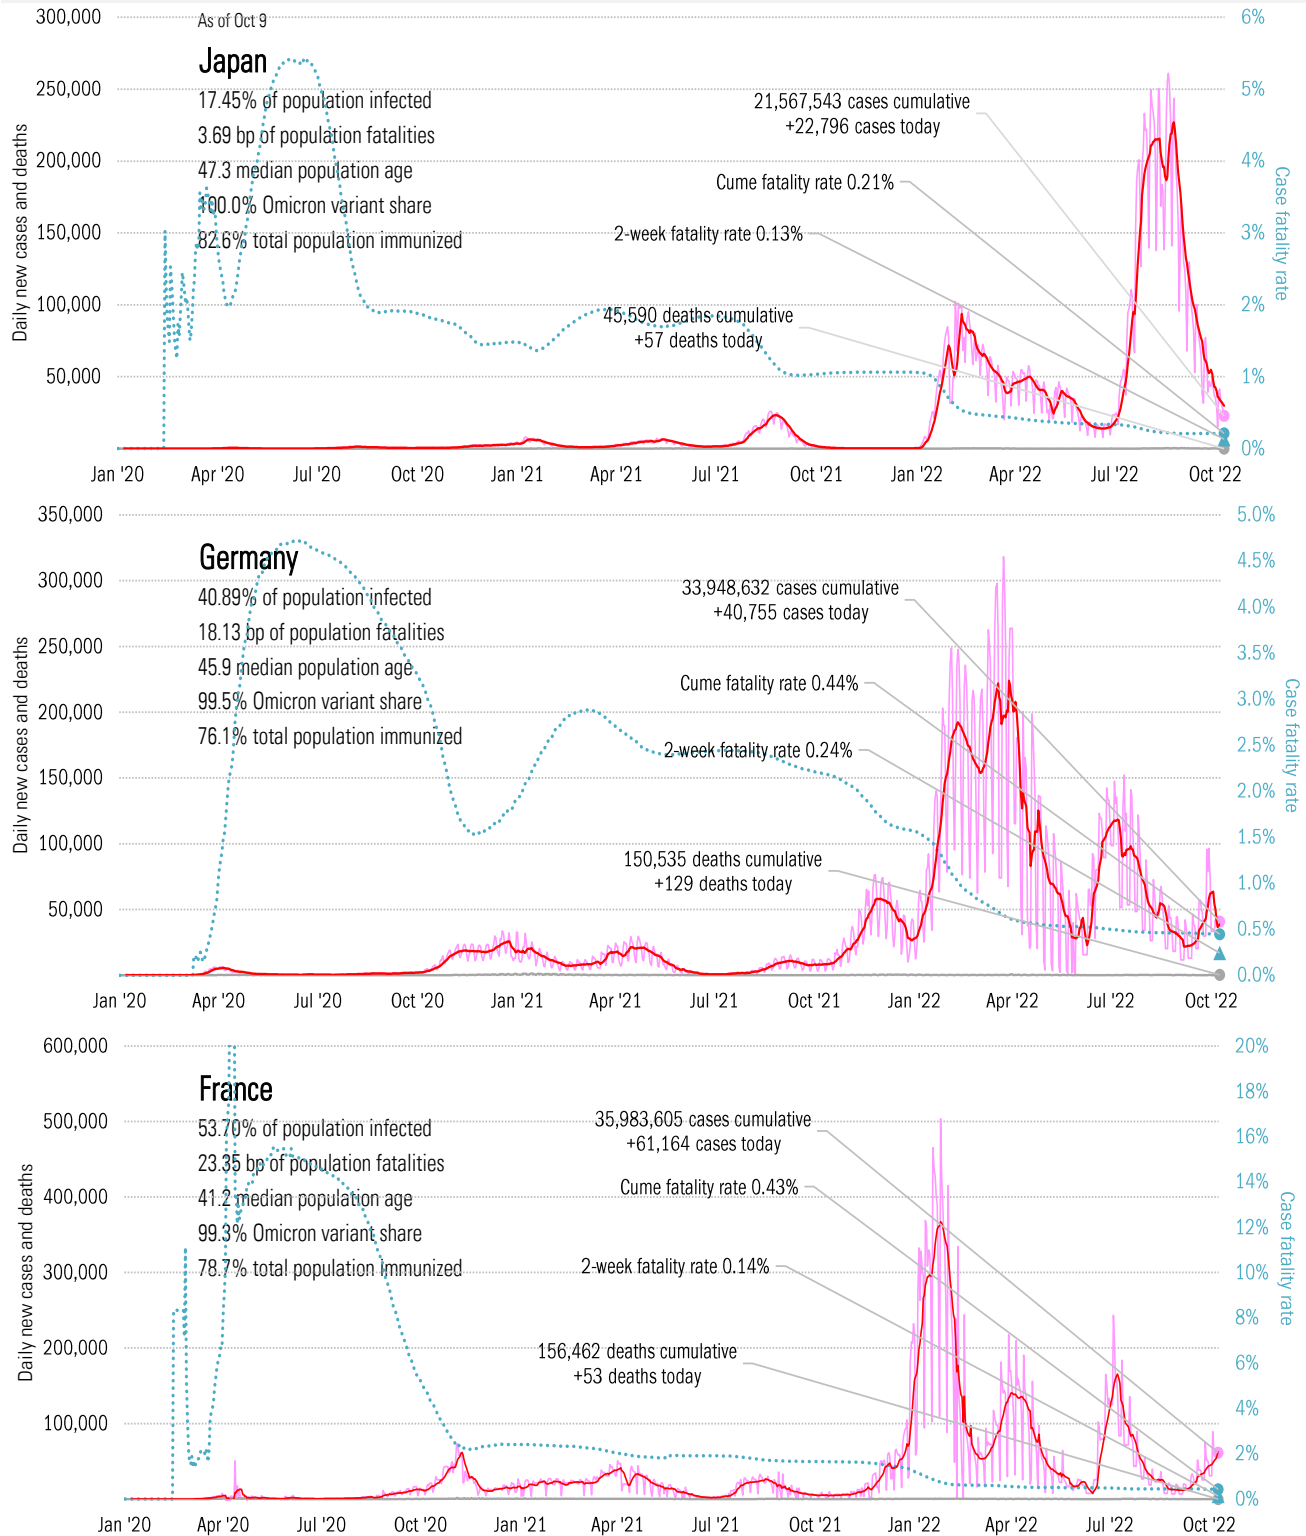 As of Oct 9
300,000
250,000
200,000
150,000
100,000
50,000
Daily new cases and deaths
Japan
17.45% of population infected
3.69 bp of population fatalities
47.3 median population age
100.0% Omicron variant share
82.6% total population immunized
21,567,543 cases cumulative
+22,796 cases today
Cume fatality rate 0.21%
2-week fatality rate 0.13%
45,590 deaths cumulative
+57 deaths today
6%
5%
4%
3%
2%
1%
0%
Case fatality rate
Jan '20 Apr '20 Jul '20 Oct '20 Jan '21 Apr '21 Jul '21 Oct '21 Jan '22 Apr '22 Jul '22 Oct '22
350,000
300,000
250,000
200,000
150,000
100,000
50,000
Daily new cases and deaths
Germany
40.89% of population infected
18.13 bp of population fatalities
45.9 median population age
99.5% Omicron variant share
76.1% total population immunized
33,948,632 cases cumulative
+40,755 cases today
Cume fatality rate 0.44%
2-week fatality rate 0.24%
150,535 deaths cumulative
+129 deaths today
5.0%
4.5%
4.0%
3.5%
3.0%
2.5%
2.0%
1.5%
1.0%
0.5%
0.0%
Case fatality rate
Jan '20 Apr '20 Jul '20 Oct '20 Jan '21 Apr '21 Jul '21 Oct '21 Jan '22 Apr '22 Jul '22 Oct '22
600,000
500,000
400,000
300,000
200,000
100,000
Daily new cases and deaths
France
53.70% of population infected
23.35 bp of population fatalities
41.2 median population age
99.3% Omicron variant share
78.7% total population immunized
35,983,605 cases cumulative
+61,164 cases today
Cume fatality rate 0.43%
2-week fatality rate 0.14%
156,462 deaths cumulative
+53 deaths today
20%
18%
16%
14%
12%
10%
8%
6%
4%
2%
0%
Case fatality rate
Jan '20 Apr '20 Jul '20 Oct '20 Jan '21 Apr '21 Jul '21 Oct '21 Jan '22 Apr '22 Jul '22 Oct '22